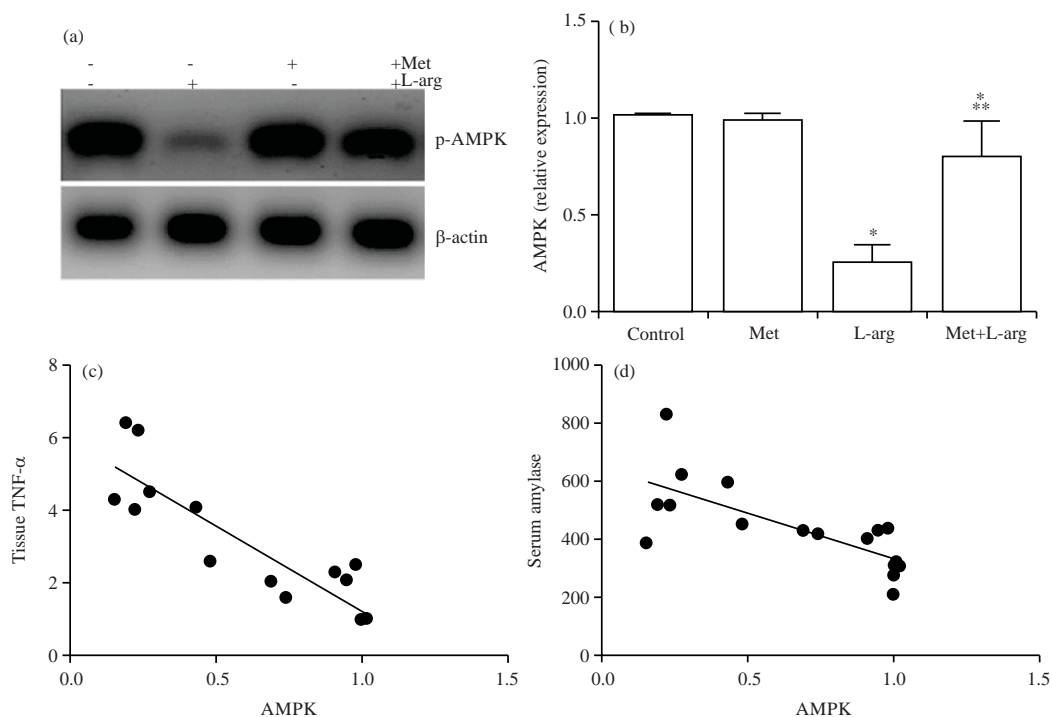 (a)
- - + +Met
- + - +L-arg
p-AMPK
β-actin
( b)
AMPK (relative expression)
1.5
1.0
0.5
0.0
*
*
**
Control Met L-arg Met+L-arg
(c)
Tissue TNF-α
8
6
4
2
0
0.0 0.5 1.0 1.5
AMPK
(d)
Serum amylase
1000
800
600
400
200
0
0.0 0.5 1.0 1.5
AMPK